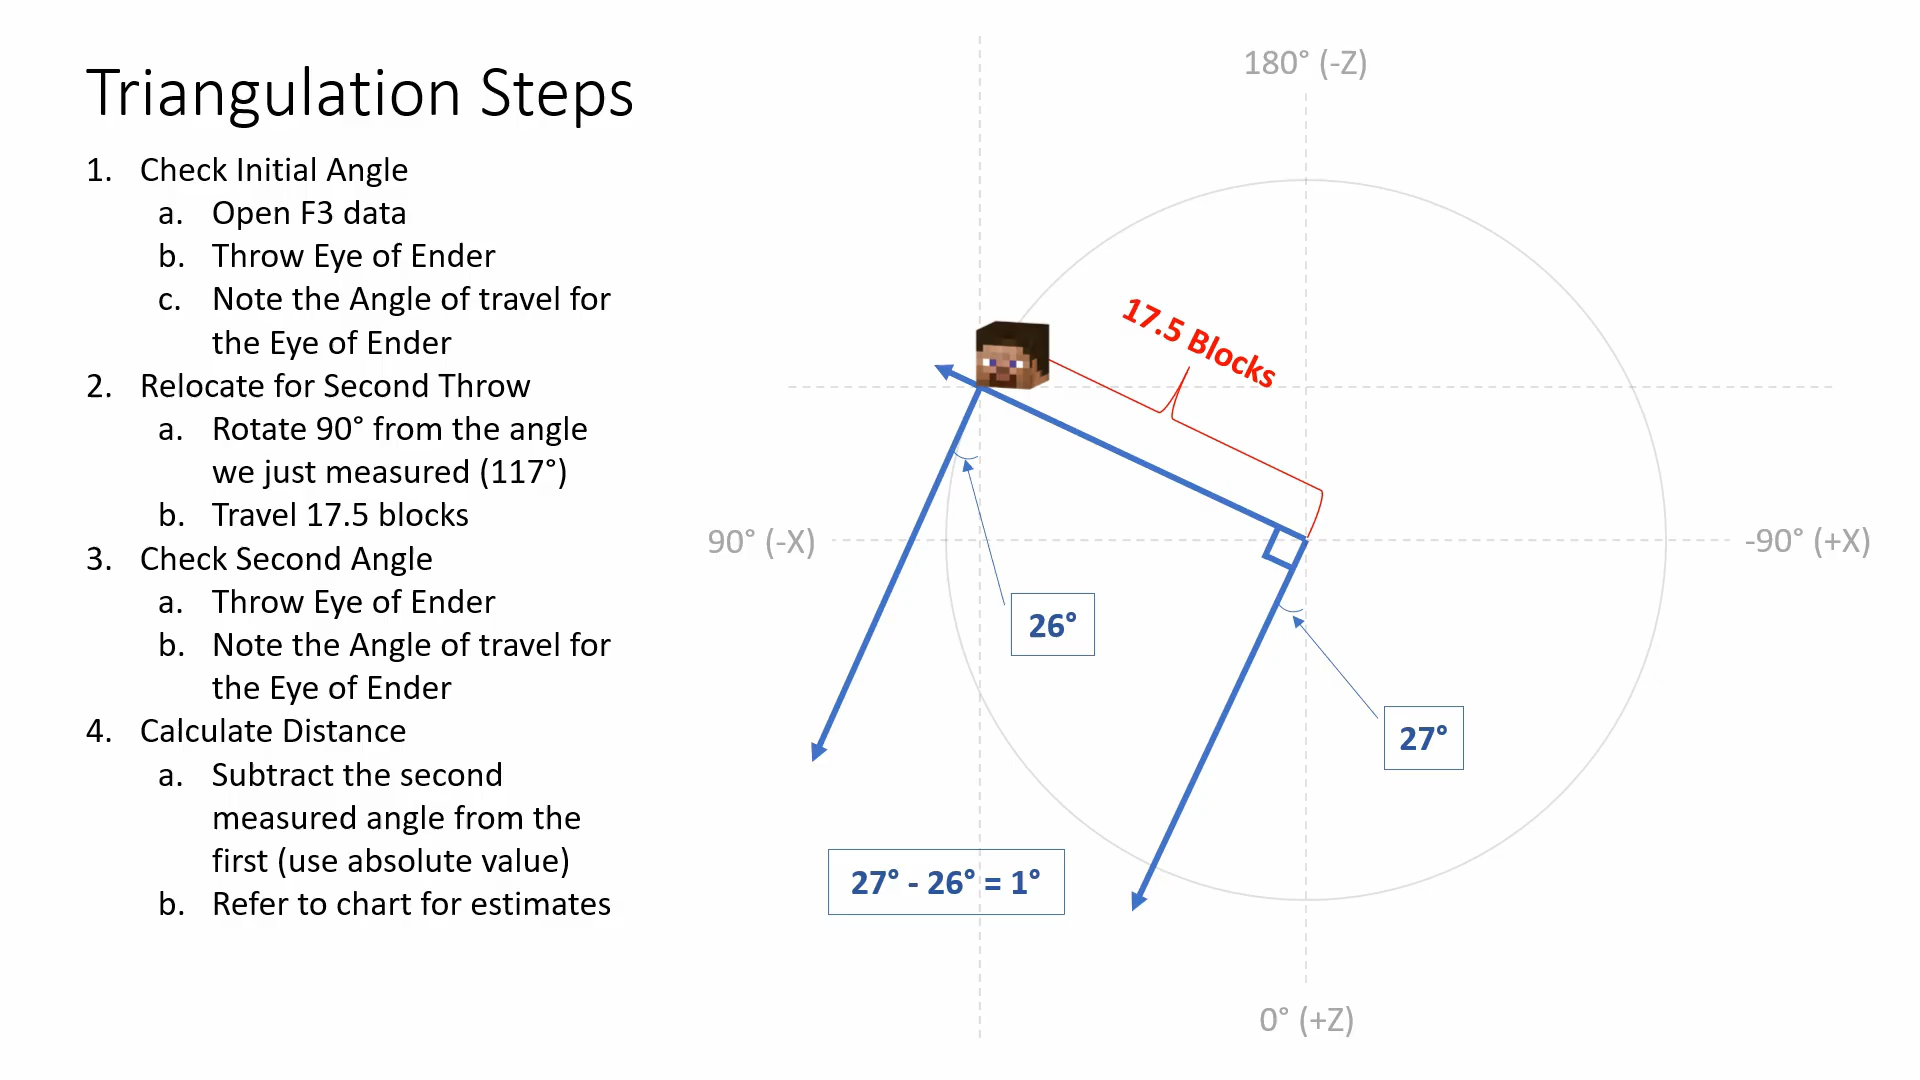 Triangulation Steps
1. Check Initial Angle
a. Open F3 data
b. Throw Eye of Ender
c. Note the Angle of travel for
the Eye of Ender
2. Relocate for Second Throw
a. Rotate 90° from the angle
we just measured (117°)
b. Travel 17.5 blocks
3. Check Second Angle
a. Throw Eye of Ender
b. Note the Angle of travel for
the Eye of Ender
4. Calculate Distance
a. Subtract the second
measured angle from the
first (use absolute value)
b. Refer to chart for estimates
180° (-Z)
17.5 Blocks
90° (-X)
-90° (+X)
26°
27°
27° - 26° = 1°
0° (+Z)